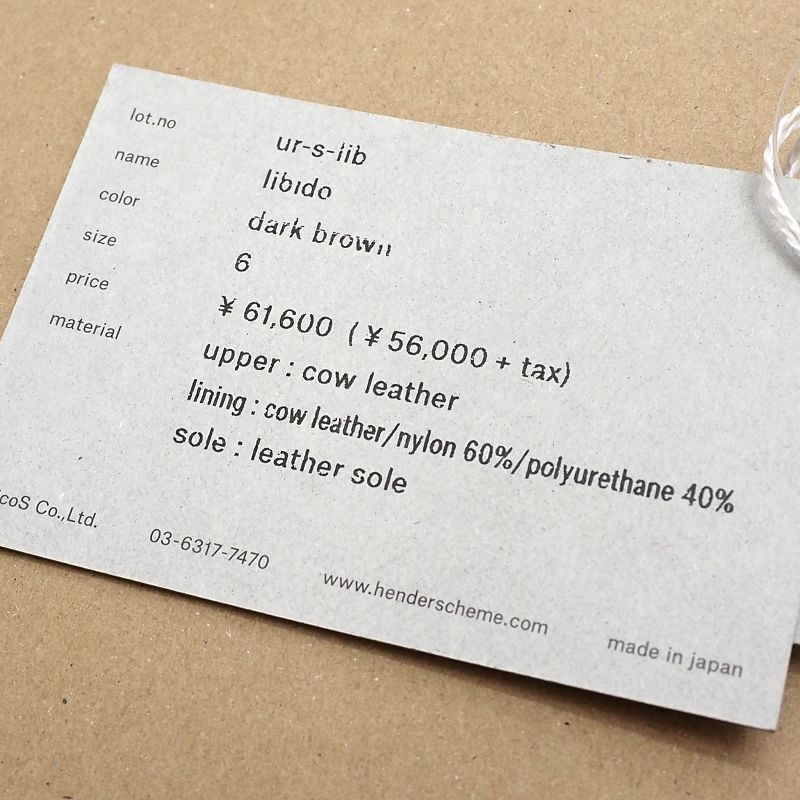 lot.no ur-s-lib
name libido
color dark brown
size 6
price ¥ 61,600 (¥ 56,000 + tax)
material upper : cow leather
lining : cow leather/nylon 60%/polyurethane 40%
sole : leather sole
Co.,Ltd. 03-6317-7470 www.henderscheme.com made in japan